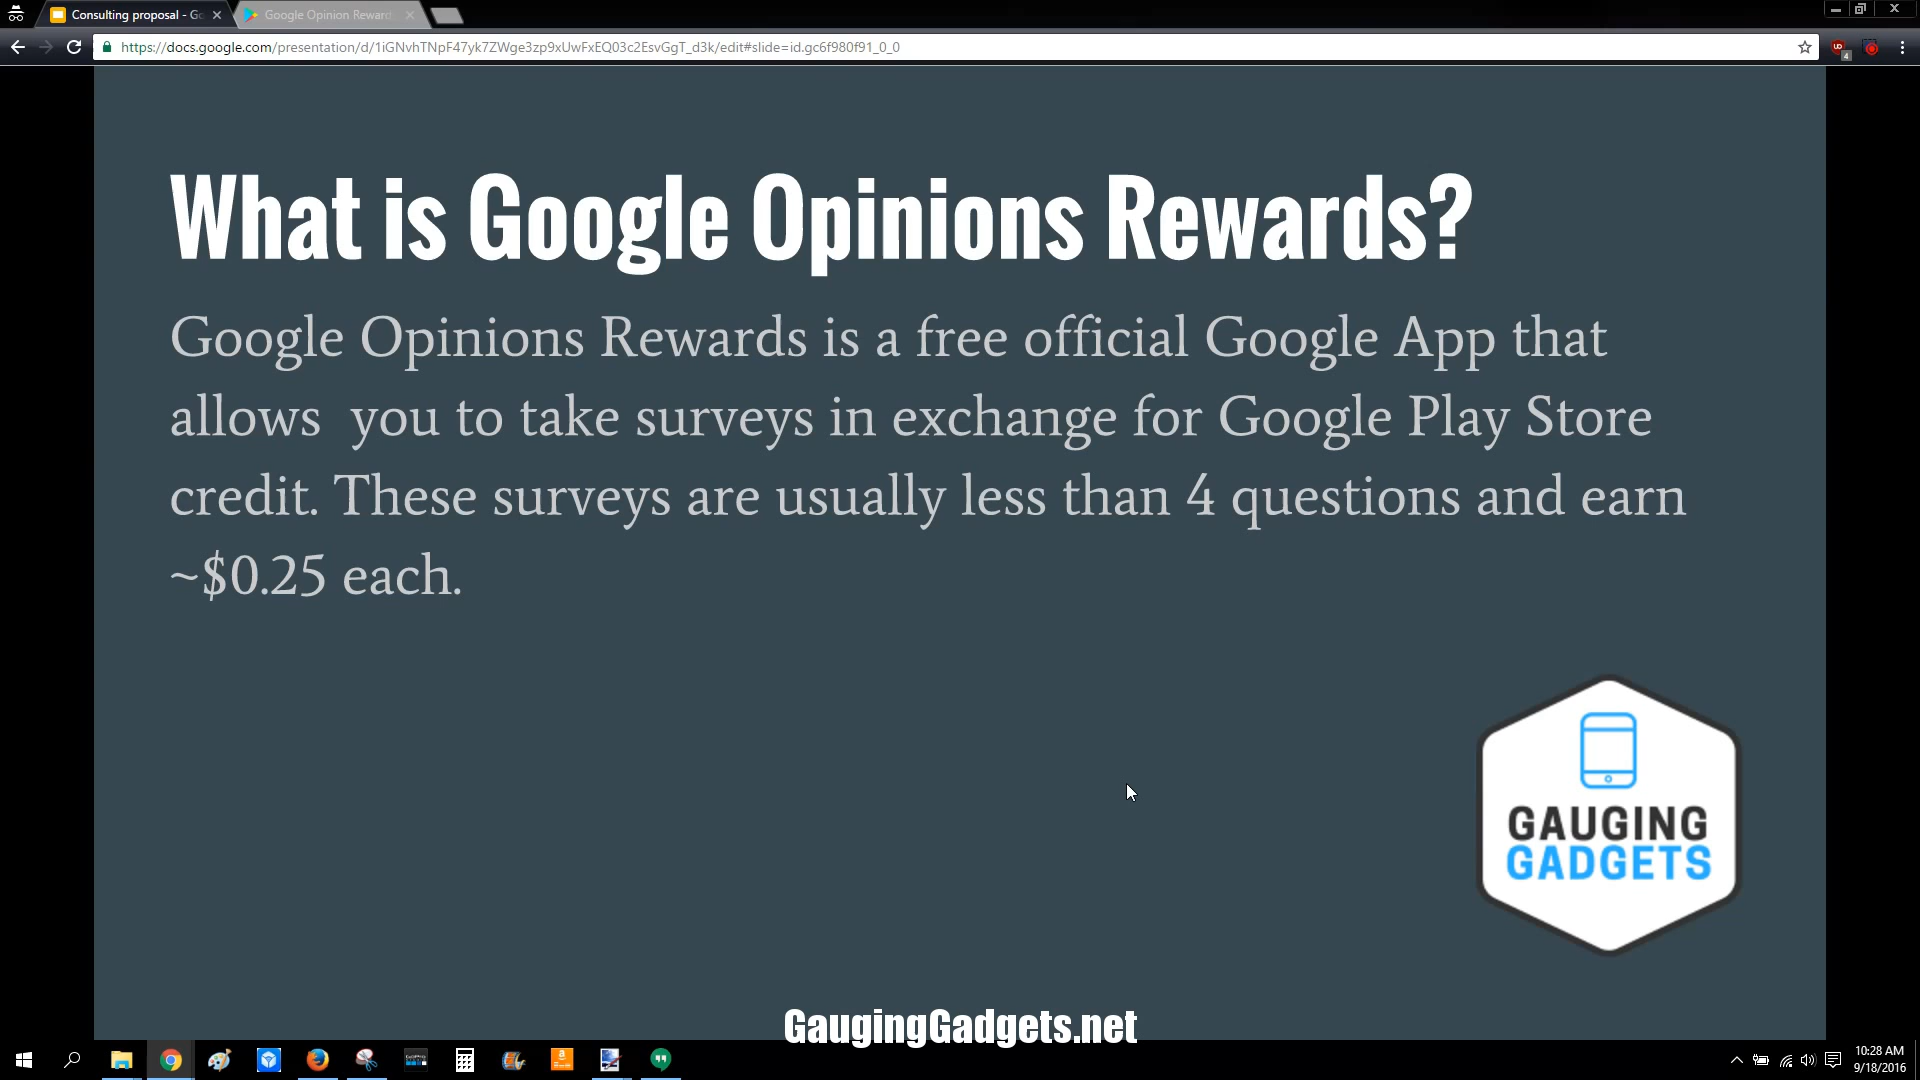 Consulting proposal - Go
Google Opinion Reward
https://docs.google.com/presentation/d/1iGNvhTNpF47yk7ZWge3zp9xUwFxEQ03c2EsvGgT_d3k/edit#slide=id.gc6f980f91_0_0
4
What is Google Opinions Rewards?
Google Opinions Rewards is a free official Google App that
allows  you to take surveys in exchange for Google Play Store
credit. These surveys are usually less than 4 questions and earn
~$0.25 each.
GAUGING
GADGETS
GaugingGadgets.net
10:28 AM
9/18/2016